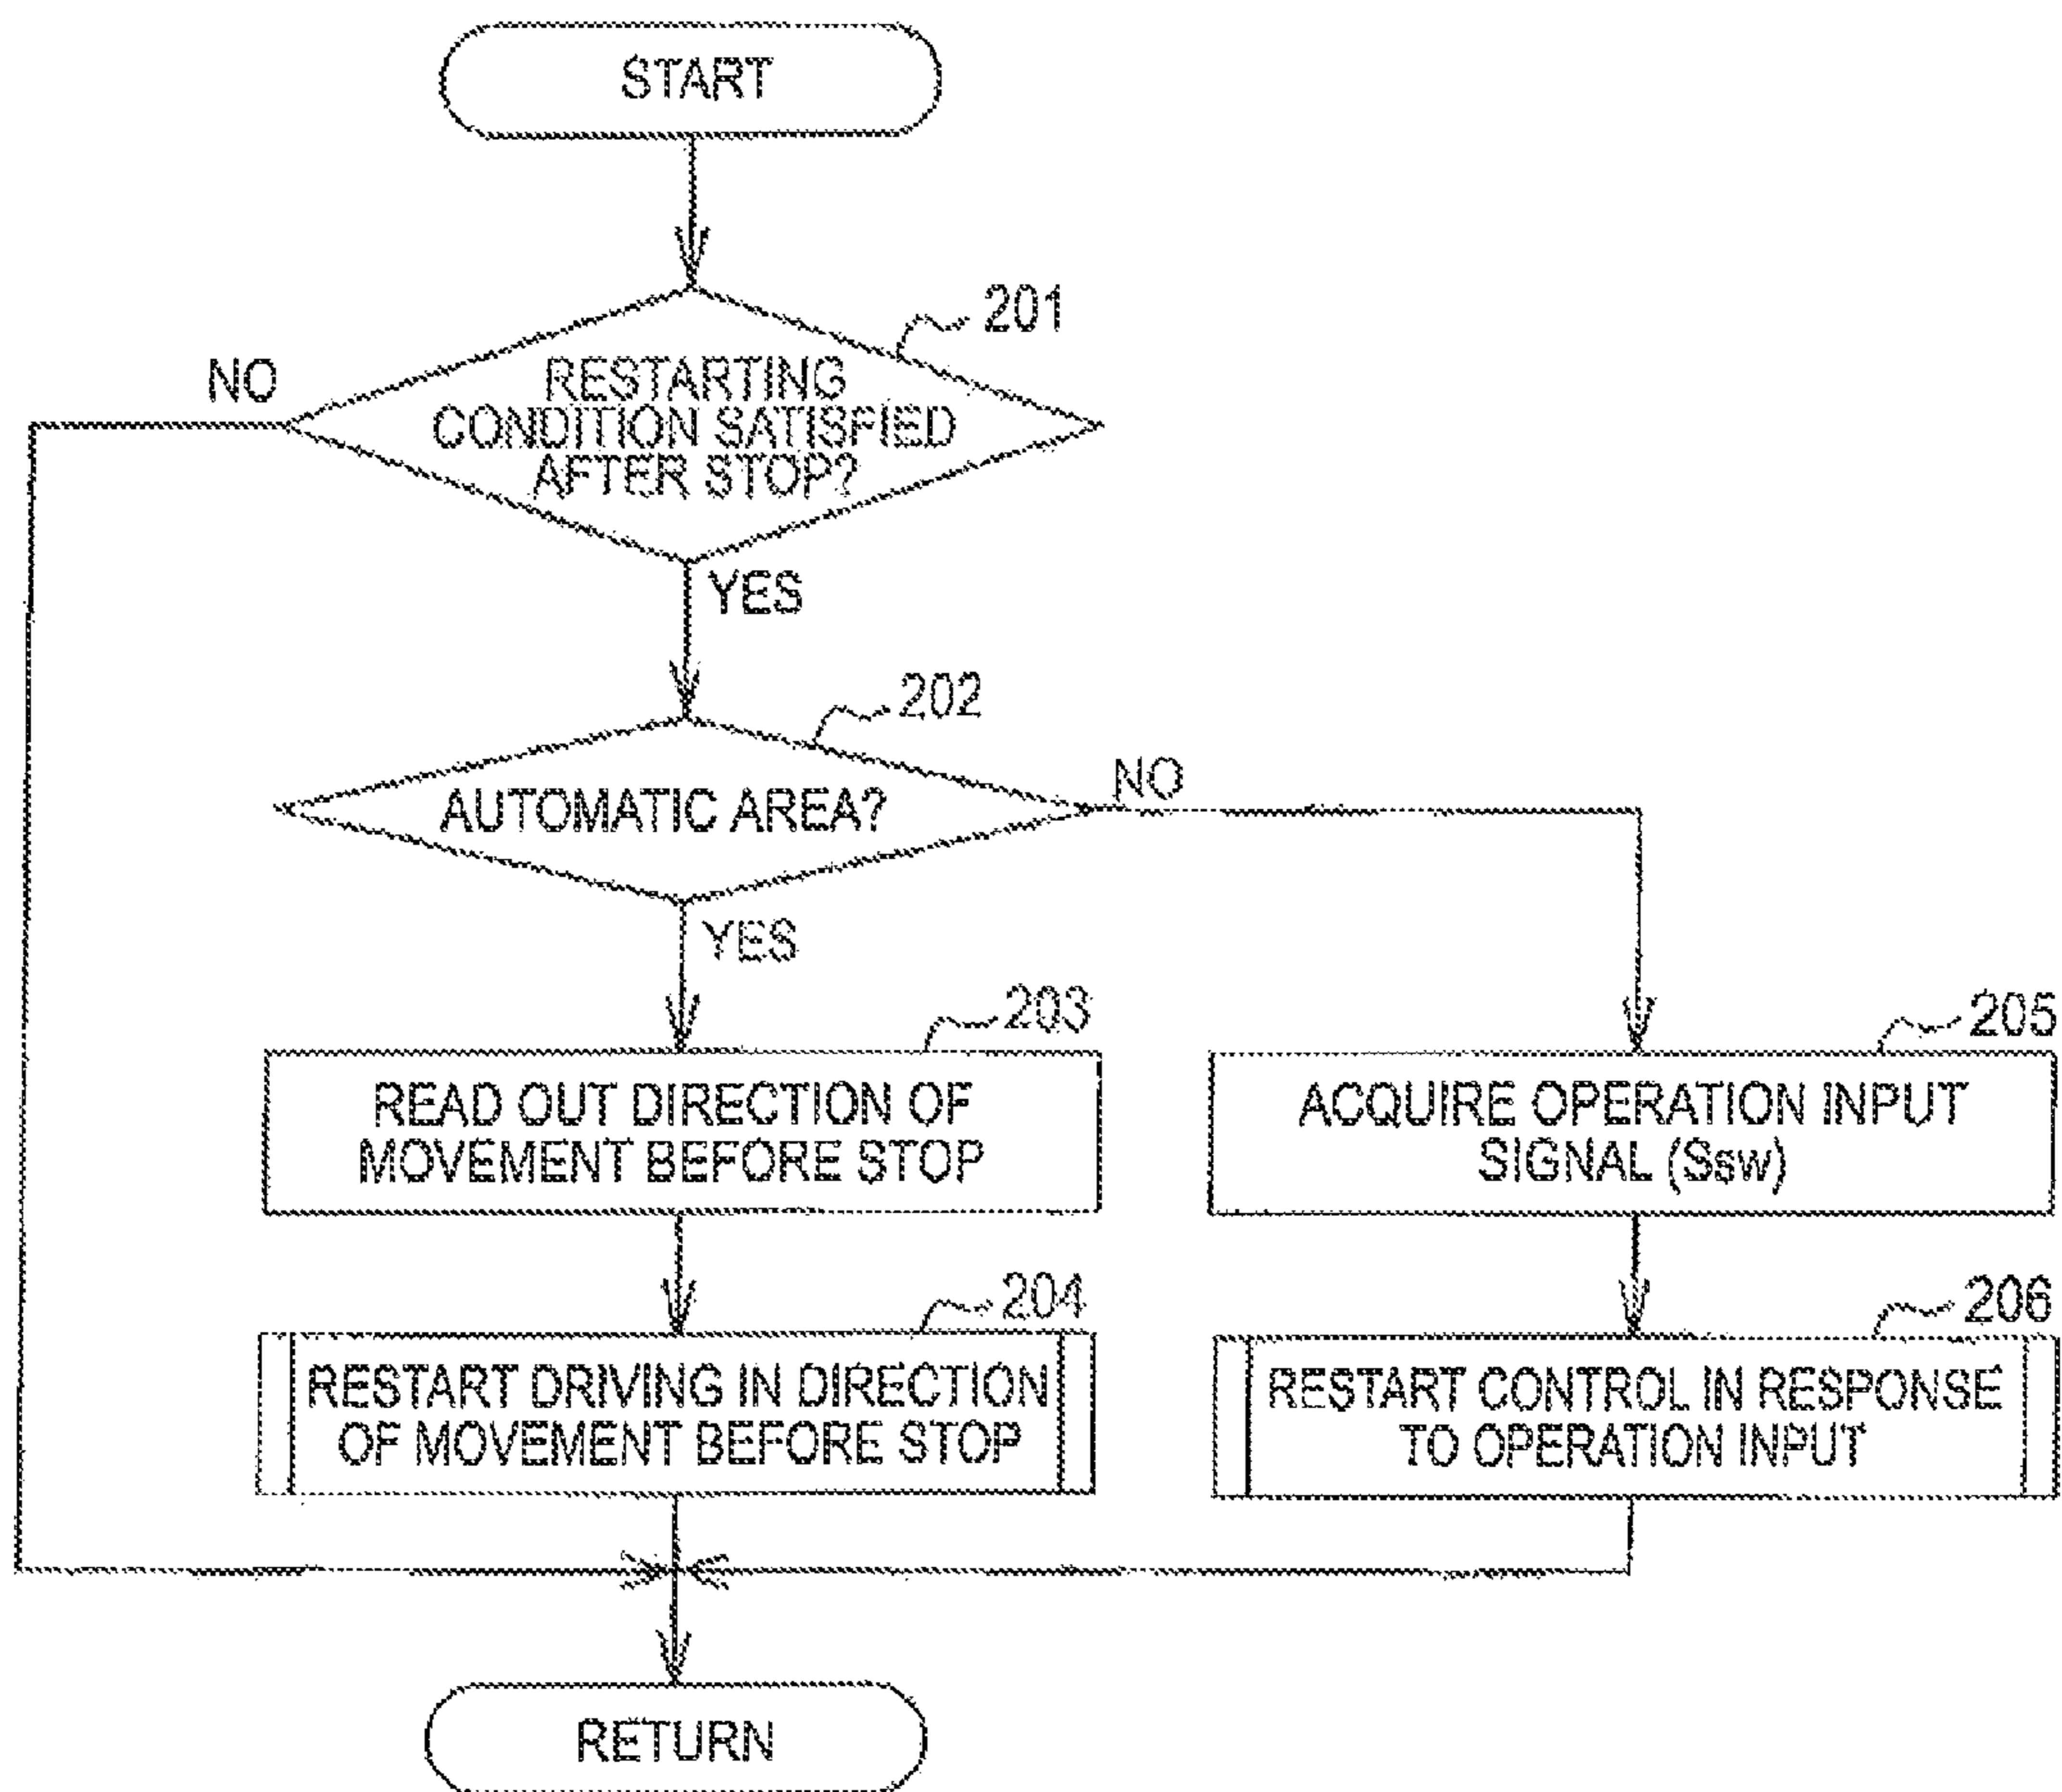 START
201
NO
RESTARTING
CONDITION SATISFIED
AFTER STOP?
YES
202
AUTOMATIC AREA?
NO
YES
203
READ OUT DIRECTION OF
MOVEMENT BEFORE STOP
205
ACQUIRE OPERATION INPUT
SIGNAL (Ssw)
204
RESTART DRIVING IN DIRECTION
OF MOVEMENT BEFORE STOP
206
RESTART CONTROL IN RESPONSE
TO OPERATION INPUT
RETURN